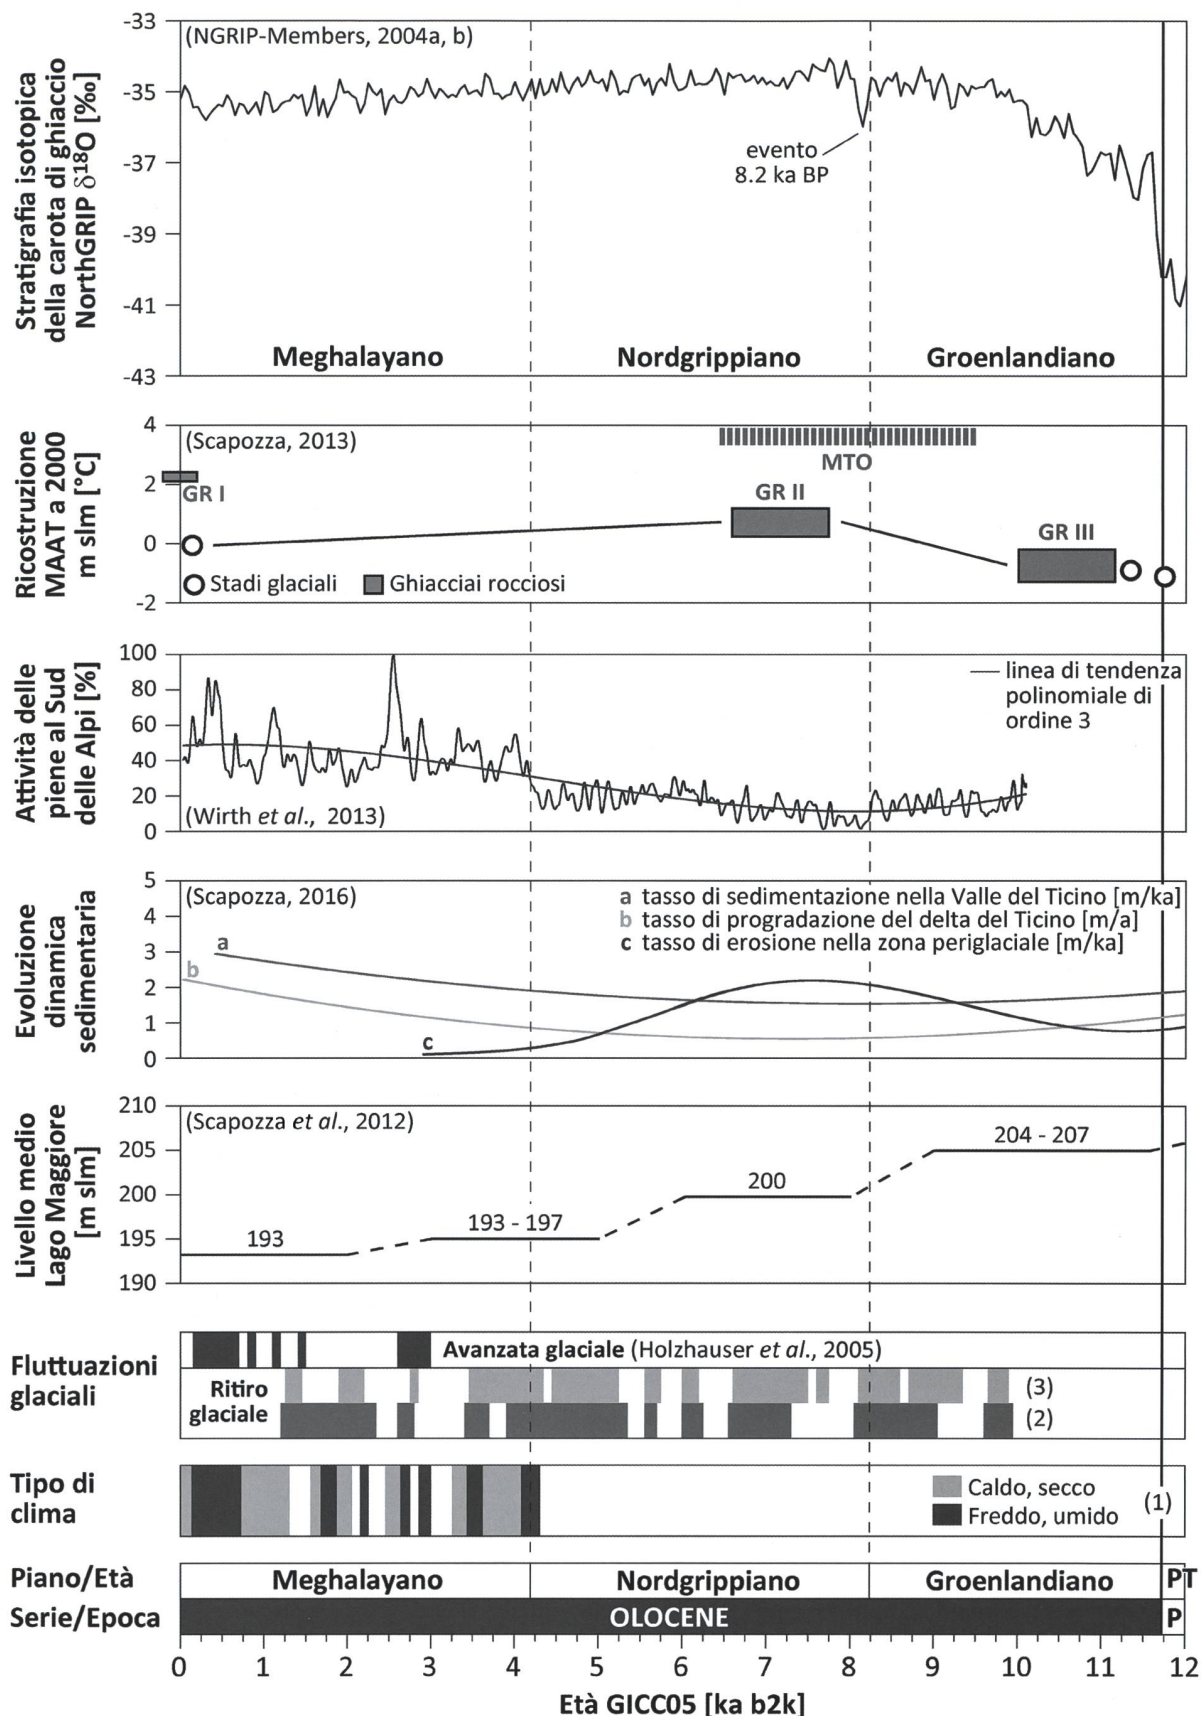 Stratigrafia isotopica
della carota di ghiaccio
NorthGRIP δ¹⁸O [‰]
-33
-35
-37
-39
-41
-43
(NGRIP-Members, 2004a, b)
evento
8.2 ka BP
Meghalayano Nordgrippiano Groenlandiano
Ricostruzione
MAAT a 2000
m slm [°C]
4
2
0
-2
(Scapozza, 2013)
MTO
GR I
GR II
GR III
Stadi glaciali Ghiacciai rocciosi
Attività delle
piene al Sud
delle Alpi [%]
100
80
60
40
20
0
linea di tendenza
polinomiale di
ordine 3
(Wirth et al., 2013)
Evoluzione
dinamica
sedimentaria
5
4
3
2
1
0
(Scapozza, 2016)
a tasso di sedimentazione nella Valle del Ticino [m/ka]
b tasso di progradazione del delta del Ticino [m/a]
c tasso di erosione nella zona periglaciale [m/ka]
a
b
c
Livello medio
Lago Maggiore
[m slm]
210
205
200
195
190
(Scapozza et al., 2012)
204 - 207
200
193 - 197
193
Fluttuazioni
glaciali
Avanzata glaciale (Holzhauser et al., 2005)
Ritiro
glaciale
(3)
(2)
Tipo di
clima
Caldo, secco
Freddo, umido
(1)
Piano/Età Meghalayano Nordgrippiano Groenlandiano PT
Serie/Epoca OLOCENE P
0 1 2 3 4 5 6 7 8 9 10 11 12
Età GICC05 [ka b2k]